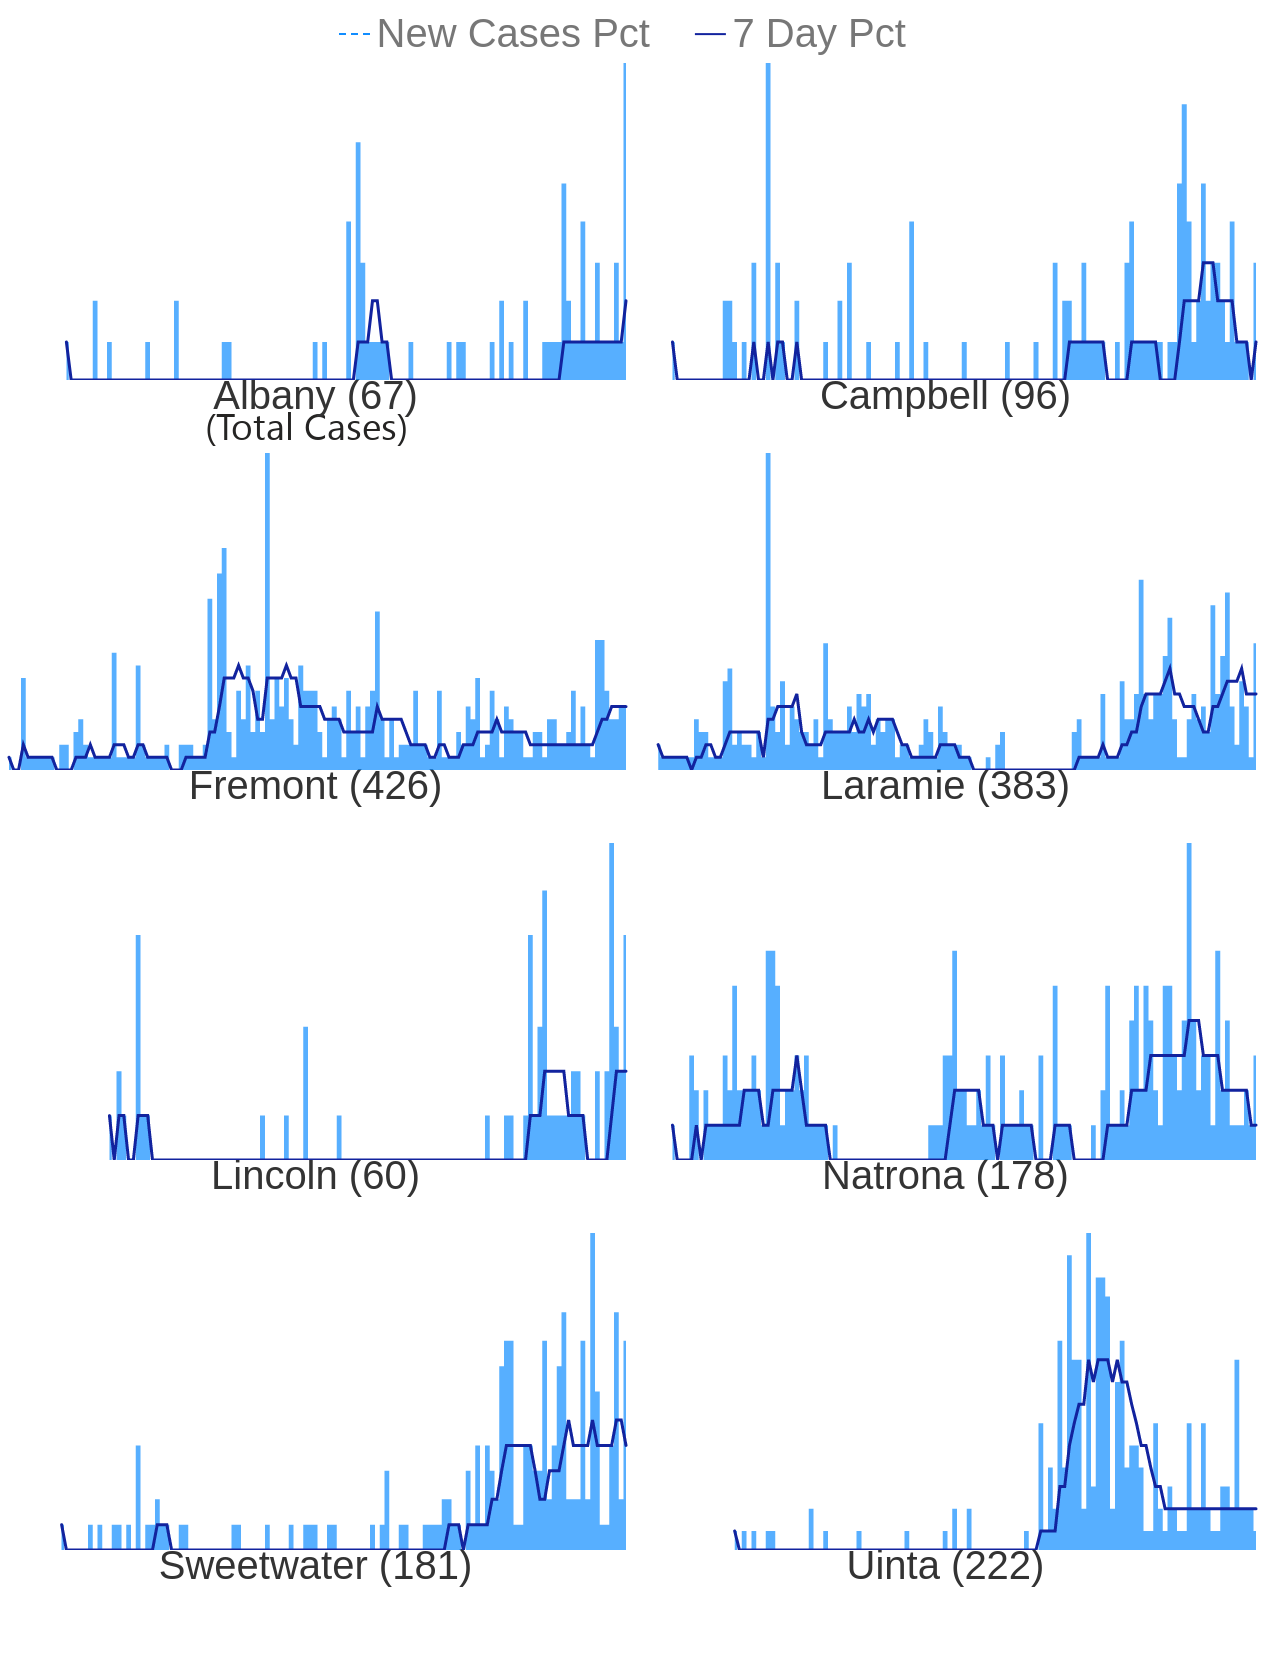 New Cases Pct 7 Day Pct
Albany (67) Campbell (96)
(Total Cases)
Fremont (426) Laramie (383)
Lincoln (60) Natrona (178)
Sweetwater (181) Uinta (222)